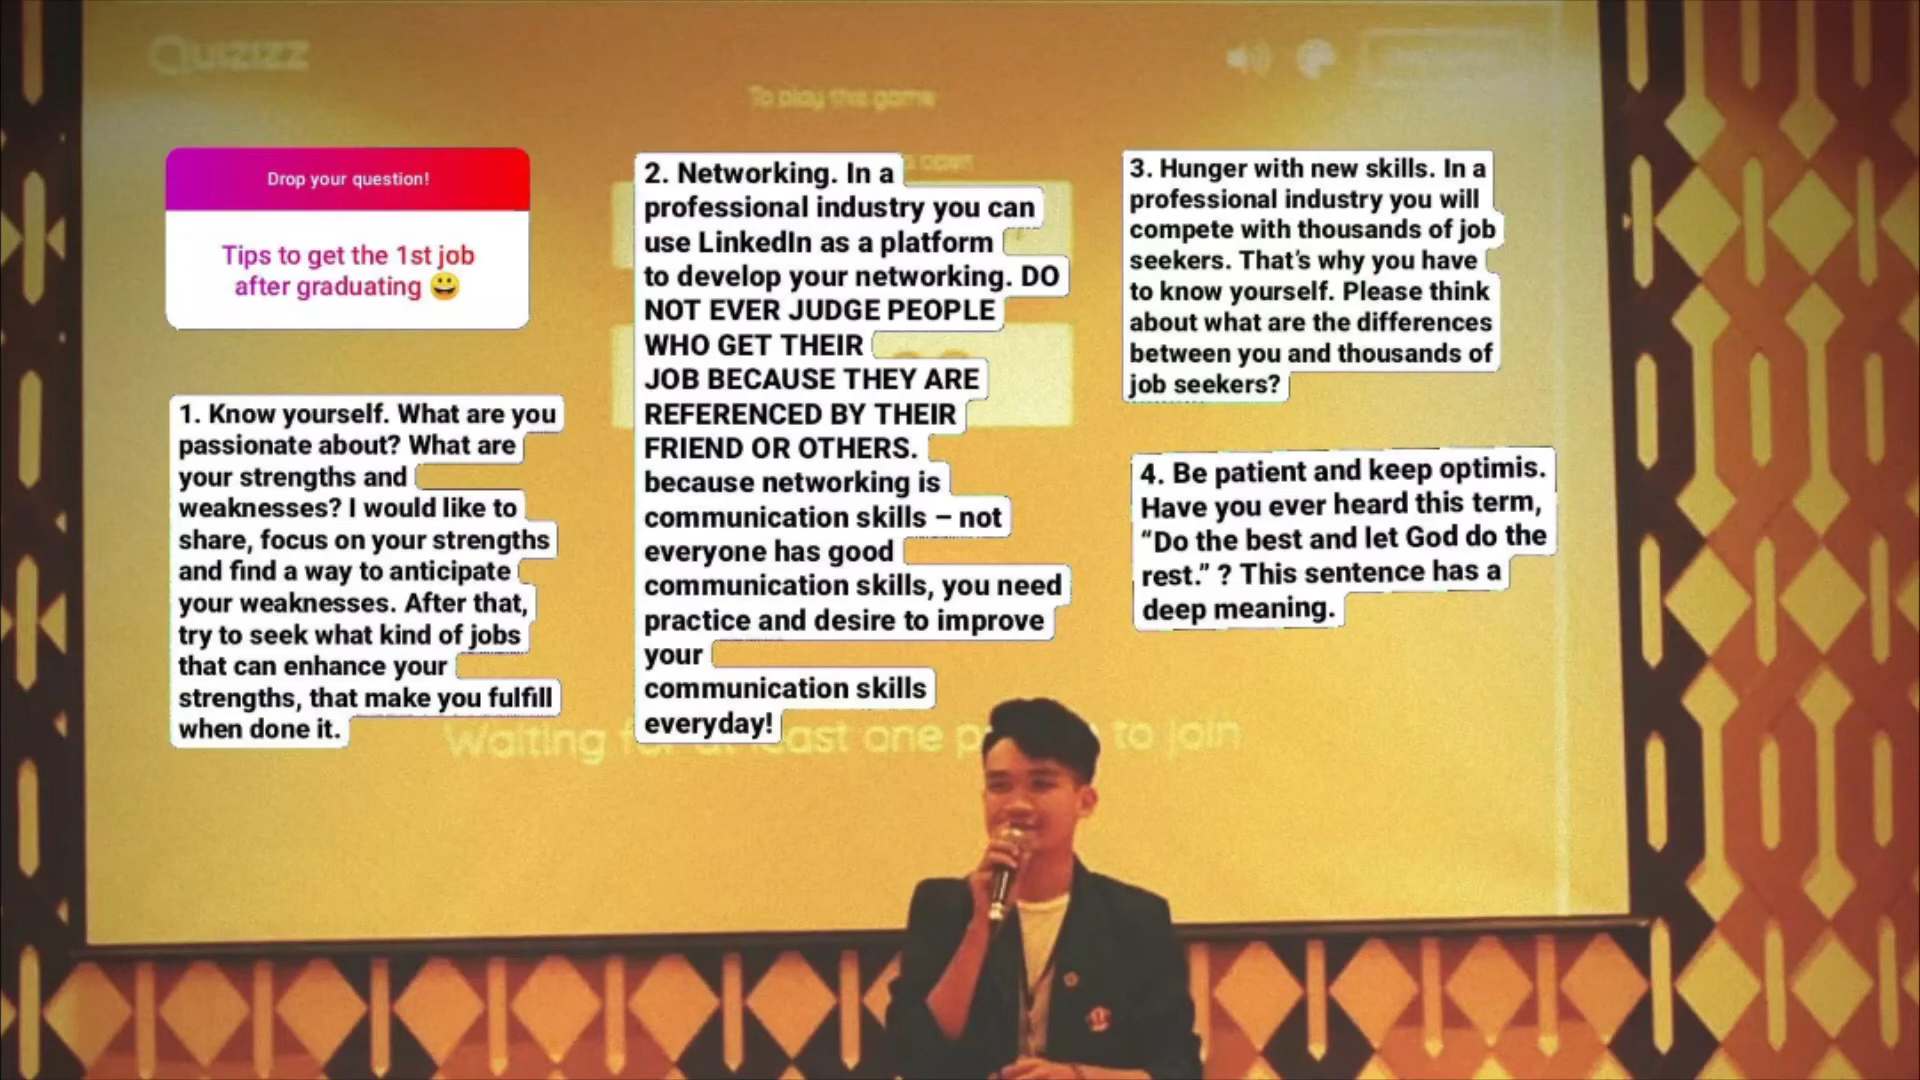 QUIZIZZ
To play this game
Drop your question!
Tips to get the 1st job
after graduating 😀
1. Know yourself. What are you
passionate about? What are
your strengths and
weaknesses? I would like to
share, focus on your strengths
and find a way to anticipate
your weaknesses. After that,
try to seek what kind of jobs
that can enhance your
strengths, that make you fulfill
when done it.
2. Networking. In a
professional industry you can
use LinkedIn as a platform
to develop your networking. DO
NOT EVER JUDGE PEOPLE
WHO GET THEIR
JOB BECAUSE THEY ARE
REFERENCED BY THEIR
FRIEND OR OTHERS.
because networking is
communication skills – not
everyone has good
communication skills, you need
practice and desire to improve
your
communication skills
everyday!
3. Hunger with new skills. In a
professional industry you will
compete with thousands of job
seekers. That's why you have
to know yourself. Please think
about what are the differences
between you and thousands of
job seekers?
4. Be patient and keep optimis.
Have you ever heard this term,
“Do the best and let God do the
rest.” ? This sentence has a
deep meaning.
Waiting least one to join